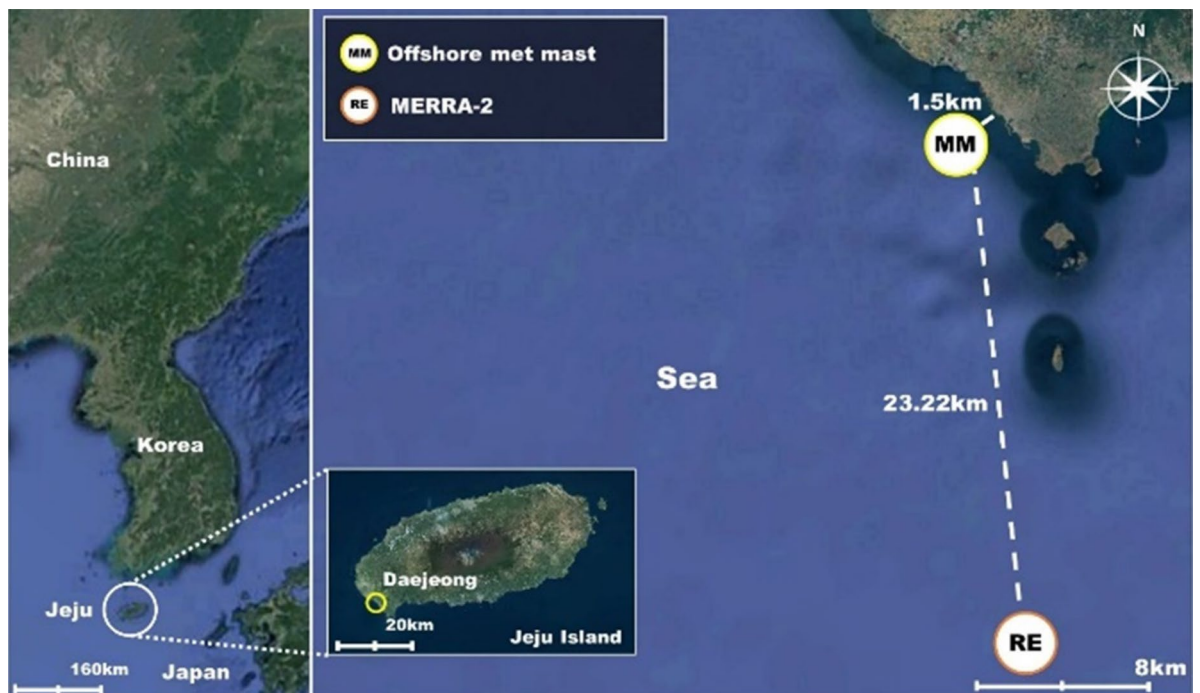 China
Korea
Jeju
Japan
160km
MM Offshore met mast
RE MERRA-2
N
1.5km
MM
Sea
23.22km
RE
8km
Daejeong
20km
Jeju Island